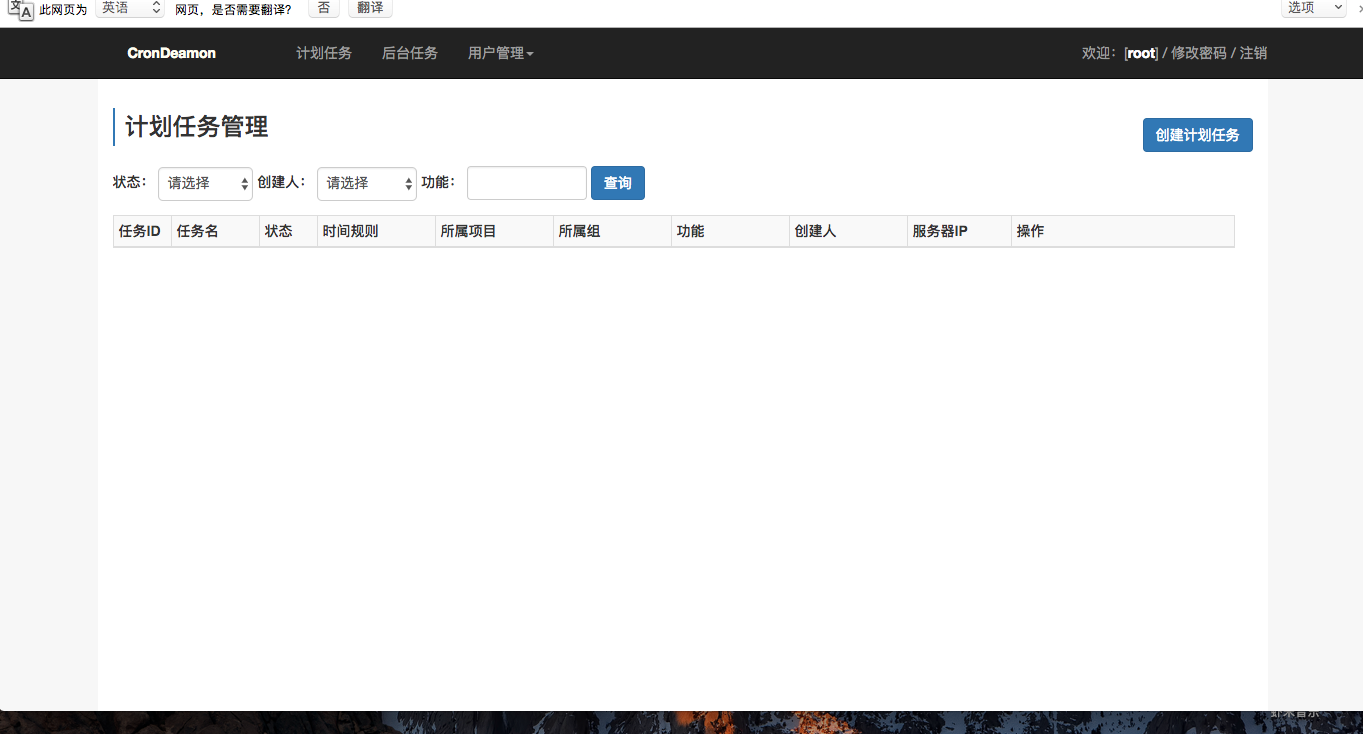 此网页为 英语 网页，是否需要翻译？ 否 翻译 选项
CronDeamon 计划任务 后台任务 用户管理 欢迎：[root] / 修改密码 / 注销
计划任务管理
创建计划任务
状态： 请选择 创建人： 请选择 功能： 查询
任务ID 任务名 状态 时间规则 所属项目 所属组 功能 创建人 服务器IP 操作
虾米音乐